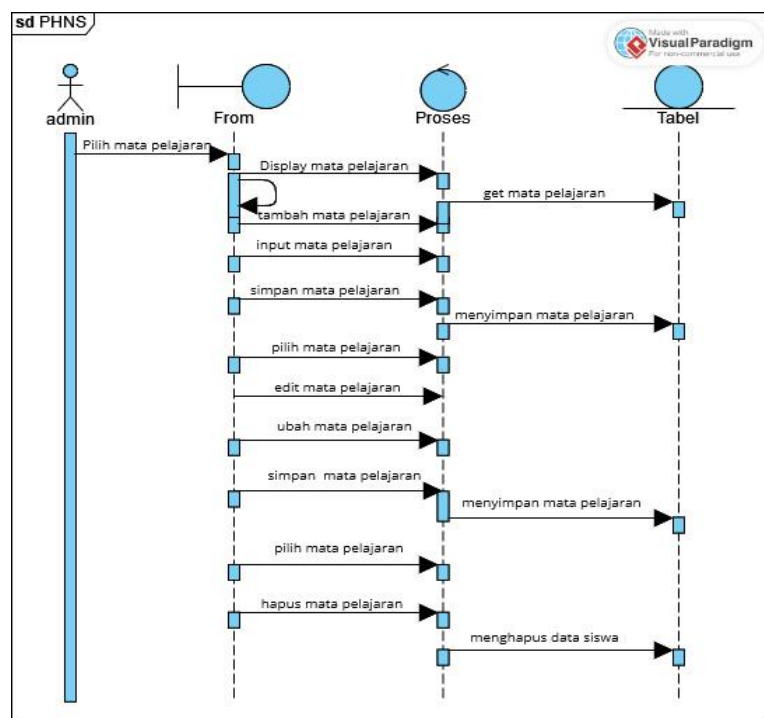 sd PHNS
Made with
Visual Paradigm
For non-commercial use
admin
From
Proses
Tabel
Pilih mata pelajaran
Display mata pelajaran
get mata pelajaran
tambah mata pelajaran
input mata pelajaran
simpan mata pelajaran
menyimpan mata pelajaran
pilih mata pelajaran
edit mata pelajaran
ubah mata pelajaran
simpan mata pelajaran
menyimpan mata pelajaran
pilih mata pelajaran
hapus mata pelajaran
menghapus data siswa